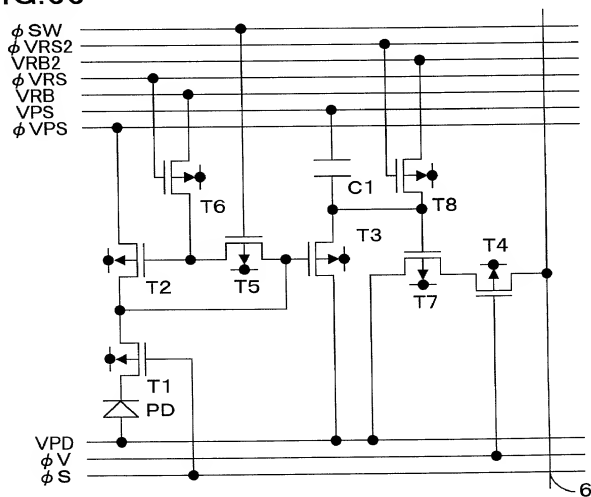 φSW
φVRS2
VRB2
φVRS
VRB
VPS
φVPS
T6
C1
T8
T3
T4
T2
T5
T7
T1
PD
VPD
φV
φS
6